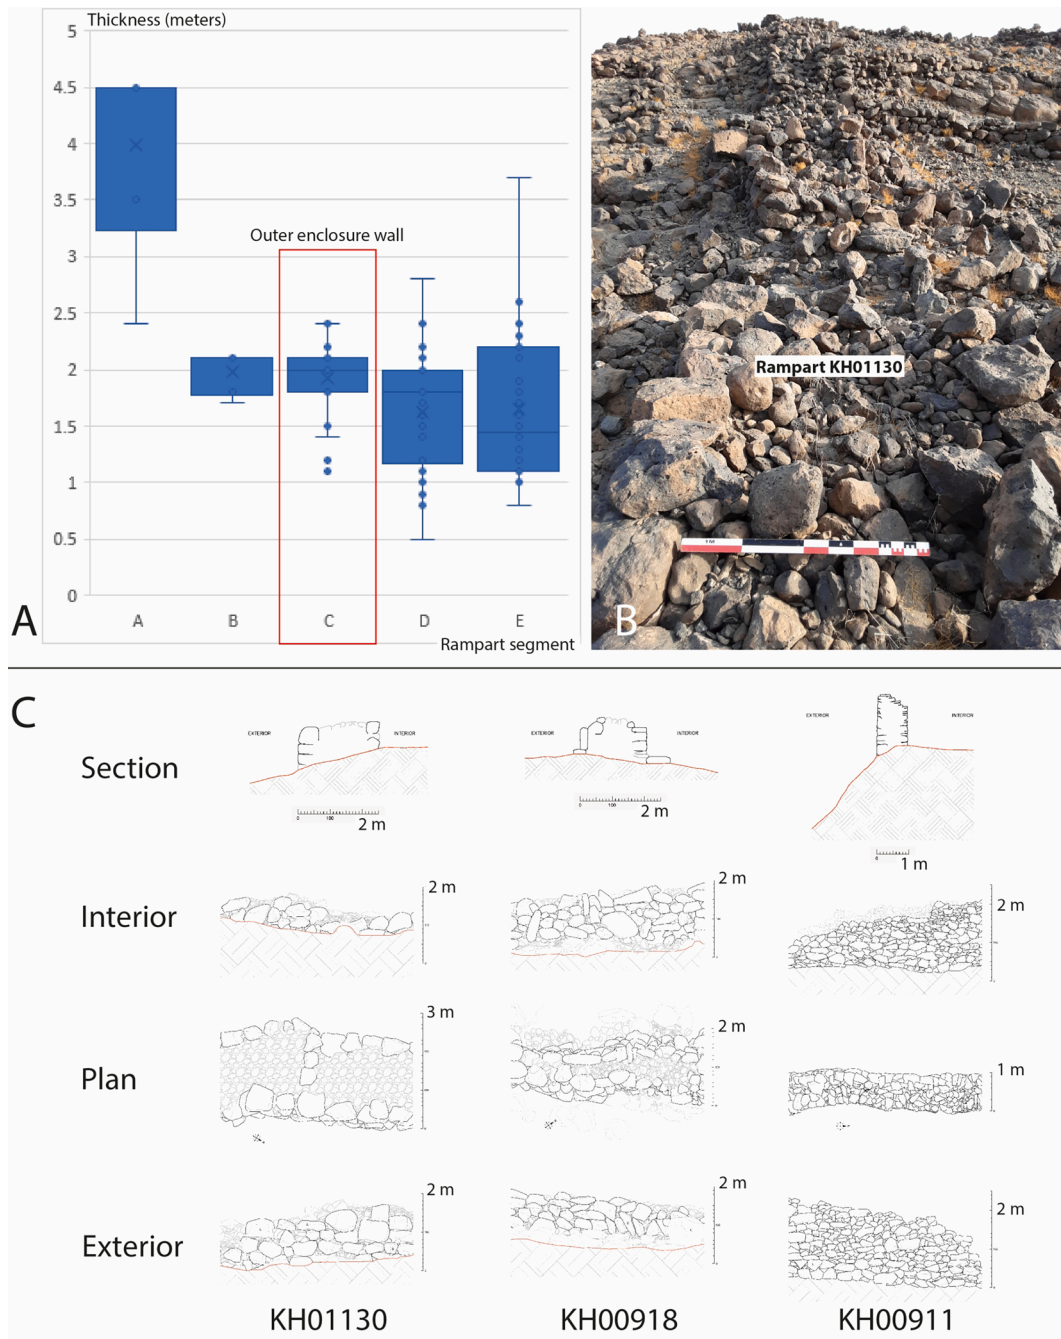 Thickness (meters)
5
4.5
4
3.5
3
2.5
2
1.5
1
0.5
0
Outer enclosure wall
A
B
C
D
E
Rampart segment
A
Rampart KH01130
B
C
Section
EXTERIOR
INTERIOR
2 m
EXTERIOR
INTERIOR
2 m
EXTERIOR
INTERIOR
1 m
Interior
2 m
2 m
2 m
Plan
3 m
2 m
1 m
Exterior
2 m
2 m
2 m
KH01130
KH00918
KH00911